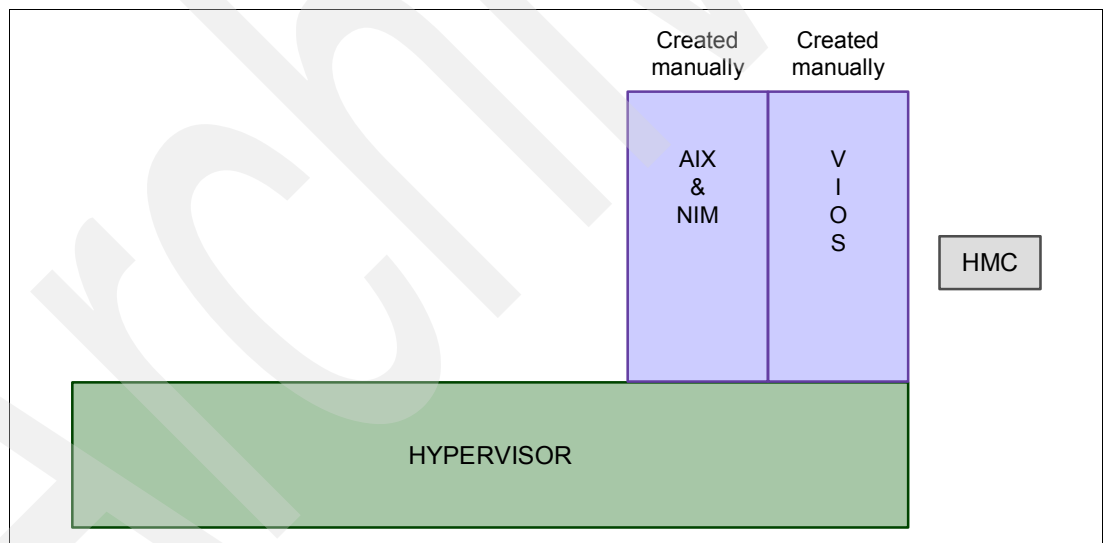 Created
manually
Created
manually
AIX
&
NIM
V
I
O
S
HMC
HYPERVISOR